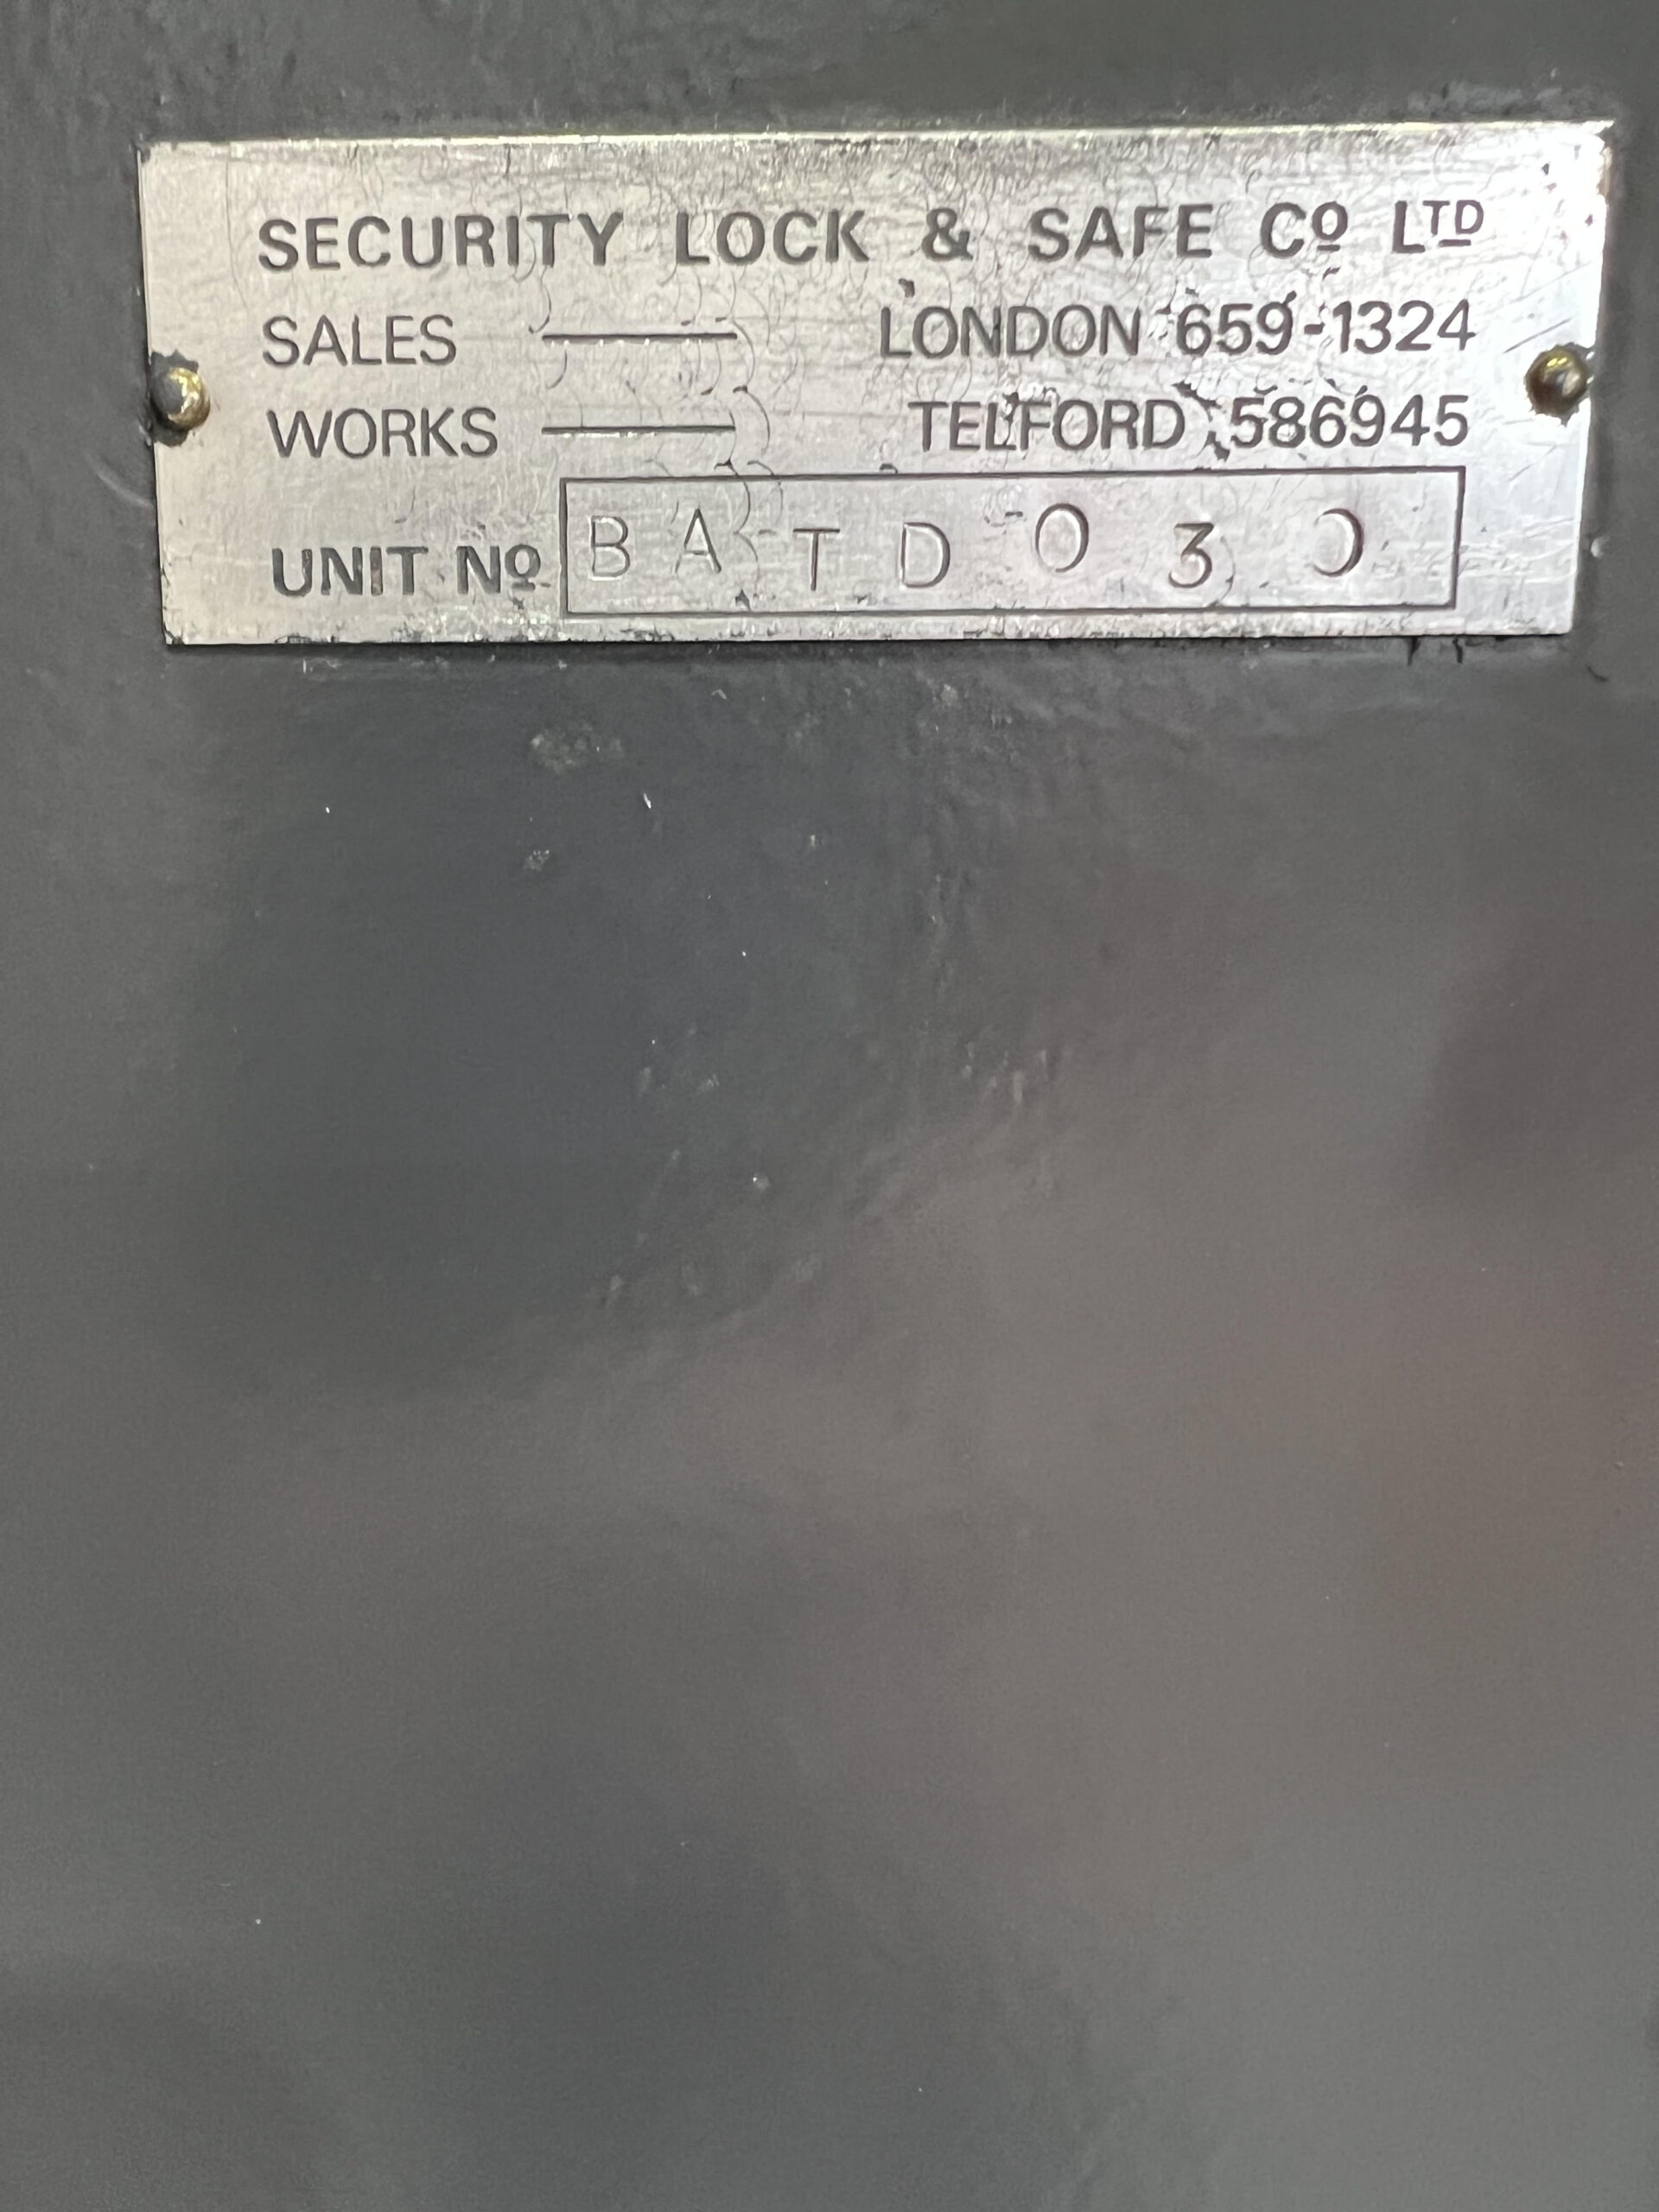 SECURITY LOCK & SAFE Cº LTD
SALES —— LONDON 659-1324
WORKS —— TELFORD 586945
UNIT Nº BATD030